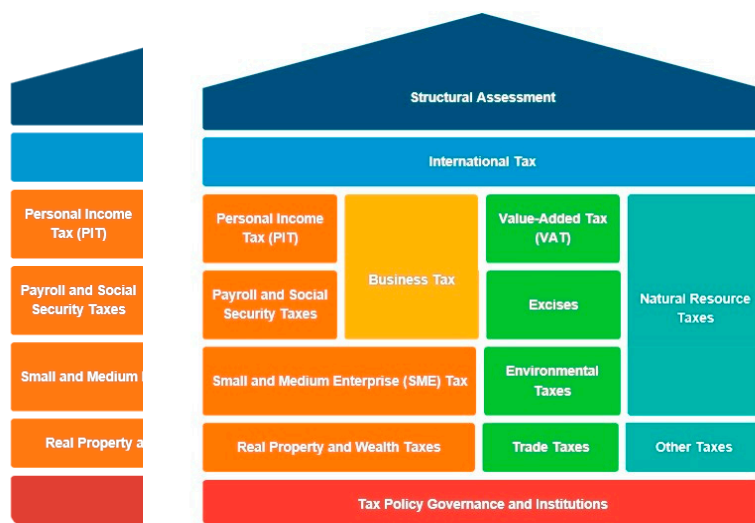 Structural Assessment
International Tax
Personal Income
Tax (PIT)
Payroll and Social
Security Taxes
Small and Medium
Real Property a
Personal Income
Tax (PIT)
Business Tax
Value-Added Tax
(VAT)
Natural Resource
Taxes
Payroll and Social
Security Taxes
Excises
Small and Medium Enterprise (SME) Tax
Environmental
Taxes
Real Property and Wealth Taxes
Trade Taxes
Other Taxes
Tax Policy Governance and Institutions